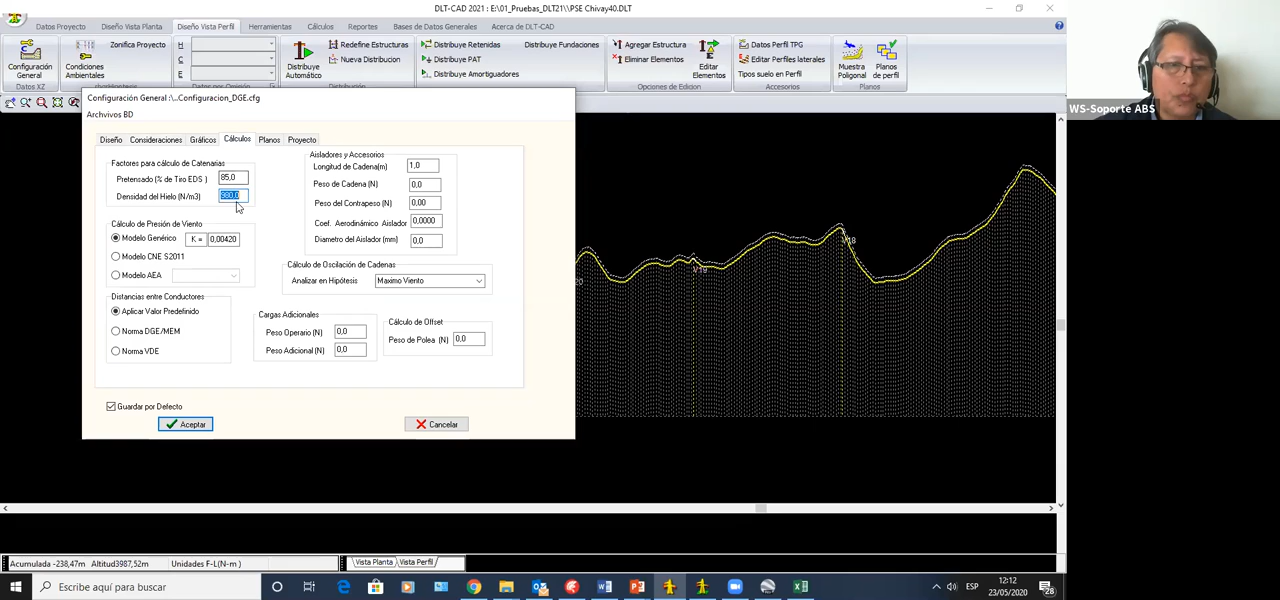 DLT-CAD 2021 : E:\01_Pruebas_DLT21\\PSE Chivay40.DLT
Datos Proyecto
Diseño Vista Planta
Diseño Vista Perfil
Herramientas
Cálculos
Reportes
Bases de Datos Generales
Acerca de DLT-CAD
Configuración
General
Datos XZ
Zonifica Proyecto
Condiciones
Ambientales
H
C
E
Datos por Opinión
Distribuye
Automático
Redefine Estructuras
Nueva Distribucion
Distribuye Retenidas
Distribuye PAT
Distribuye Amortiguadores
Distribuye Fundaciones
Agregar Estructura
Eliminar Elementos
Editar
Elementos
Opciones de Edición
Datos Perfil TPG
Editar Perfiles laterales
Tipos suelo en Perfil
Accesorios
Muestra
Poligonal
Planos
de perfil
Planos
Configuración General :\...Configuracion_DGE.cfg
Archvivos BD
Diseño
Consideraciones
Gráficos
Cálculos
Planos
Proyecto
Factores para cálculo de Catenarias
Pretensado (% de Tiro EDS ) 85,0
Densidad del Hielo (N/m3)
Cálculo de Presión de Viento
Modelo Genérico K = 0,00420
Modelo CNE S2011
Modelo AEA
Distancias entre Conductores
Aplicar Valor Predefinido
Norma DGE/MEM
Norma VDE
Aisladores y Accesorios
Longitud de Cadena(m) 1,0
Peso de Cadena (N) 0,0
Peso del Contrapeso (N) 0,00
Coef. Aerodinámico Aislador 0,0000
Diametro del Aislador (mm) 0,0
Cálculo de Oscilación de Cadenas
Analizar en Hipótesis Maximo Viento
Cargas Adicionales
Peso Operario (N) 0,0
Peso Adicional (N) 0,0
Cálculo de Offset
Peso de Polea (N) 0,0
Guardar por Defecto
Aceptar
Cancelar
20
V19
V18
WS-Soporte ABS
Acumulada -238,47m Altitud3987,52m Unidades F-L(N-m )
Vista Planta
Vista Perfil
Escribe aquí para buscar
ESP
12:12
23/05/2020
28